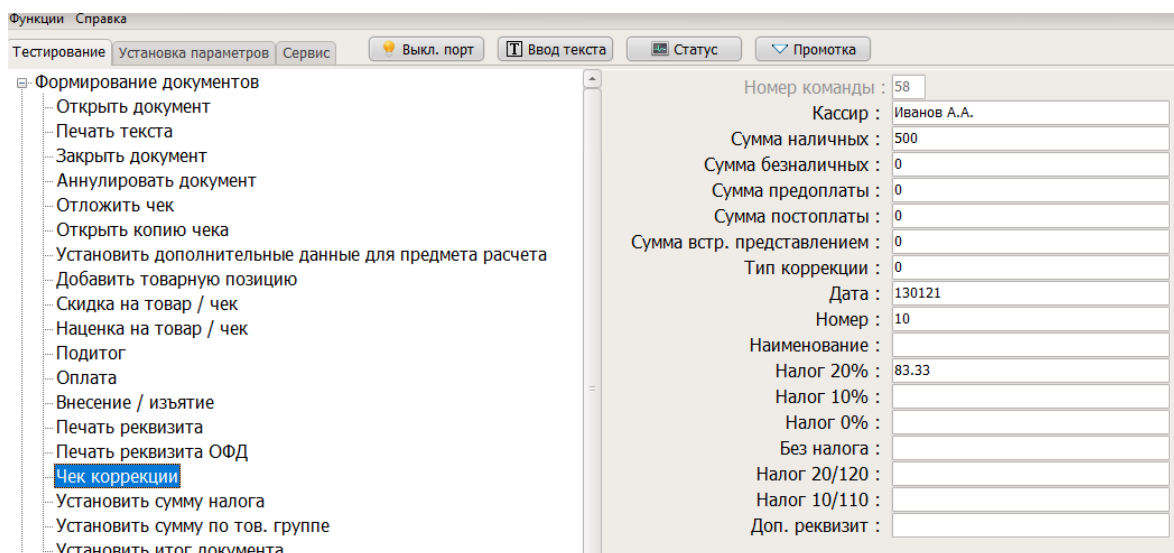 Функции Справка
Тестирование Установка параметров Сервис Выкл. порт Ввод текста Статус Промотка
Формирование документов
Открыть документ
Печать текста
Закрыть документ
Аннулировать документ
Отложить чек
Открыть копию чека
Установить дополнительные данные для предмета расчета
Добавить товарную позицию
Скидка на товар / чек
Наценка на товар / чек
Подитог
Оплата
Внесение / изъятие
Печать реквизита
Печать реквизита ОФД
Чек коррекции
Установить сумму налога
Установить сумму по тов. группе
Установить итог документа
Номер команды : 58
Кассир : Иванов А.А.
Сумма наличных : 500
Сумма безналичных : 0
Сумма предоплаты : 0
Сумма постоплаты : 0
Сумма встр. представлением : 0
Тип коррекции : 0
Дата : 130121
Номер : 10
Наименование :
Налог 20% : 83.33
Налог 10% :
Налог 0% :
Без налога :
Налог 20/120 :
Налог 10/110 :
Доп. реквизит :